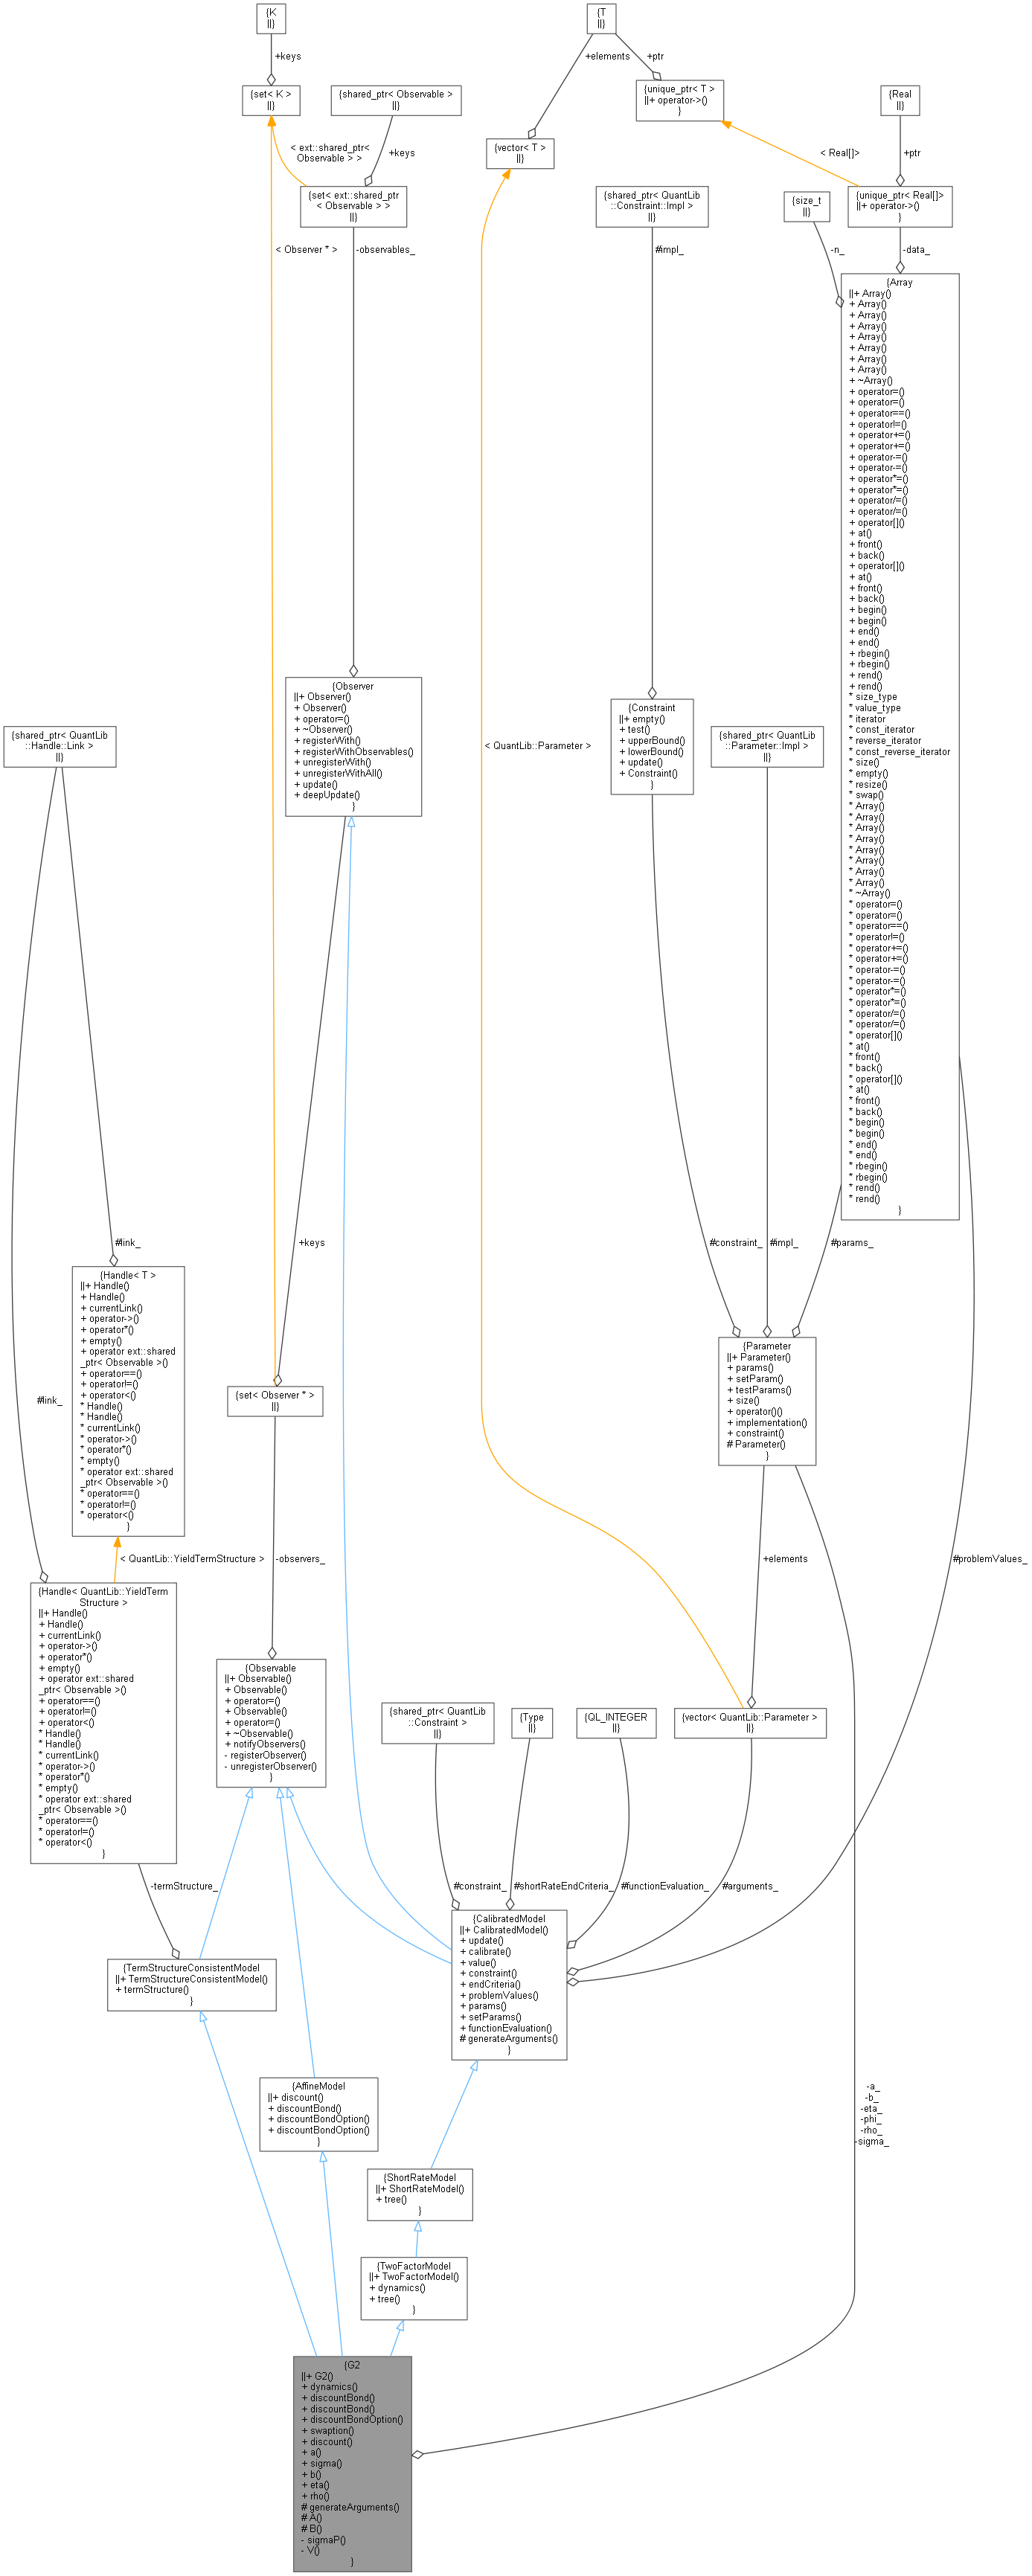 {K
||}
{T
||}
+keys
+elements
+ptr
{set< K >
||}
{shared_ptr< Observable >
||}
{unique_ptr< T >
||+ operator->()
}
{Real
||}
{vector< T >
||}
< ext::shared_ptr<
Observable > >
+keys
< Real[]>
+ptr
{set< ext::shared_ptr
< Observable > >
||}
{shared_ptr< QuantLib
::Constraint::Impl >
||}
{size_t
||}
{unique_ptr< Real[]>
||+ operator->()
}
< Observer * >
-observables_
#impl_
-n_
-data_
{Array
||+ Array()
+ Array()
+ Array()
+ Array()
+ Array()
+ Array()
+ Array()
+ Array()
+ ~Array()
+ operator=()
+ operator=()
+ operator==()
+ operator!=()
+ operator+=()
+ operator+=()
+ operator-=()
+ operator-=()
+ operator*=()
+ operator*=()
+ operator/=()
+ operator/=()
+ operator[]()
+ at()
+ front()
+ back()
+ operator[]()
+ at()
+ front()
+ back()
+ begin()
+ begin()
+ end()
+ end()
+ rbegin()
+ rbegin()
+ rend()
+ rend()
* size_type
* value_type
* iterator
* const_iterator
* reverse_iterator
* const_reverse_iterator
* size()
* empty()
* resize()
* swap()
* Array()
* Array()
* Array()
* Array()
* Array()
* Array()
* Array()
* Array()
* ~Array()
* operator=()
* operator=()
* operator==()
* operator!=()
* operator+=()
* operator+=()
* operator-=()
* operator-=()
* operator*=()
* operator*=()
* operator/=()
* operator/=()
* operator[]()
* at()
* front()
* back()
* operator[]()
* at()
* front()
* back()
* begin()
* begin()
* end()
* end()
* rbegin()
* rbegin()
* rend()
* rend()
}
{Observer
||+ Observer()
+ Observer()
+ operator=()
+ ~Observer()
+ registerWith()
+ registerWithObservables()
+ unregisterWith()
+ unregisterWithAll()
+ update()
+ deepUpdate()
}
{Constraint
||+ empty()
+ test()
+ upperBound()
+ lowerBound()
+ update()
+ Constraint()
}
{shared_ptr< QuantLib
::Handle::Link >
||}
< QuantLib::Parameter >
{shared_ptr< QuantLib
::Parameter::Impl >
||}
#link_
+keys
#constraint_
#impl_
#params_
{Handle< T >
||+ Handle()
+ Handle()
+ currentLink()
+ operator->()
+ operator*()
+ empty()
+ operator ext::shared
_ptr< Observable >()
+ operator==()
+ operator!=()
+ operator<()
* Handle()
* Handle()
* currentLink()
* operator->()
* operator*()
* empty()
* operator ext::shared
_ptr< Observable >()
* operator==()
* operator!=()
* operator<()
}
{Parameter
||+ Parameter()
+ params()
+ setParam()
+ testParams()
+ size()
+ operator()()
+ implementation()
+ constraint()
# Parameter()
}
#link_
{set< Observer * >
||}
< QuantLib::YieldTermStructure >
-observers_
+elements
#problemValues_
{Handle< QuantLib::YieldTerm
Structure >
||+ Handle()
+ Handle()
+ currentLink()
+ operator->()
+ operator*()
+ empty()
+ operator ext::shared
_ptr< Observable >()
+ operator==()
+ operator!=()
+ operator<()
* Handle()
* Handle()
* currentLink()
* operator->()
* operator*()
* empty()
* operator ext::shared
_ptr< Observable >()
* operator==()
* operator!=()
* operator<()
}
{Observable
||+ Observable()
+ Observable()
+ operator=()
+ Observable()
+ operator=()
+ ~Observable()
+ notifyObservers()
- registerObserver()
- unregisterObserver()
}
{shared_ptr< QuantLib
::Constraint >
||}
{Type
||}
{QL_INTEGER
||}
{vector< QuantLib::Parameter >
||}
-termStructure_
#constraint_
#shortRateEndCriteria_
#functionEvaluation_
#arguments_
{TermStructureConsistentModel
||+ TermStructureConsistentModel()
+ termStructure()
}
{CalibratedModel
||+ CalibratedModel()
+ update()
+ calibrate()
+ value()
+ constraint()
+ endCriteria()
+ problemValues()
+ params()
+ setParams()
+ functionEvaluation()
# generateArguments()
}
{AffineModel
||+ discount()
+ discountBond()
+ discountBondOption()
+ discountBondOption()
}
-a_
-b_
-eta_
-phi_
-rho_
-sigma_
{ShortRateModel
||+ ShortRateModel()
+ tree()
}
{TwoFactorModel
||+ TwoFactorModel()
+ dynamics()
+ tree()
}
{G2
||+ G2()
+ dynamics()
+ discountBond()
+ discountBond()
+ discountBondOption()
+ swaption()
+ discount()
+ a()
+ sigma()
+ b()
+ eta()
+ rho()
# generateArguments()
# A()
# B()
- sigmaP()
- V()
}